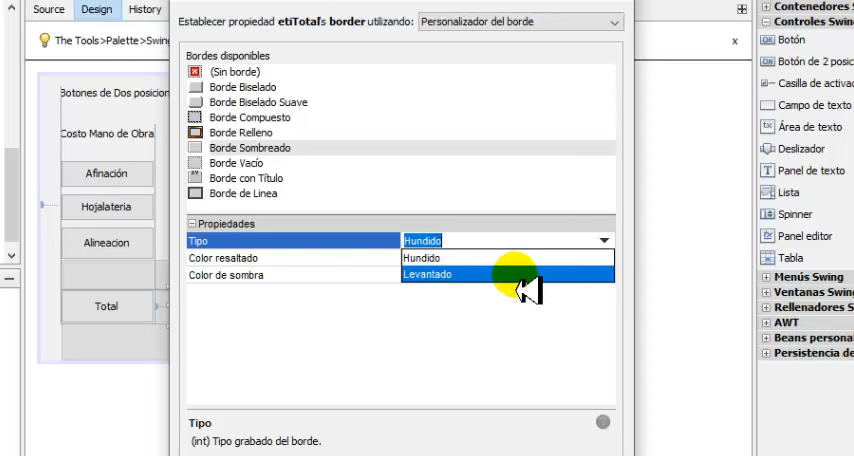 Source
Design
History
The Tools>Palette>Swing
Botones de Dos posicion
Costo Mano de Obra
Afinación
Hojalateria
Alineacion
Total
Establecer propiedad etiTotal's border utilizando: Personalizador del borde
Bordes disponibles
(Sin borde)
Borde Biselado
Borde Biselado Suave
Borde Compuesto
Borde Relleno
Borde Sombreado
Borde Vacío
Borde con Título
Borde de Linea
Propiedades
Tipo Hundido
Color resaltado Hundido
Color de sombra Levantado
Tipo
(int) Tipo grabado del borde.
x
Contenedores S
Controles Swing
Botón
Botón de 2 posic
Casilla de activac
Campo de texto
Área de texto
Deslizador
Panel de texto
Lista
Spinner
Panel editor
Tabla
Menús Swing
Ventanas Swing
Rellenadores S
AWT
Beans persona
Persistencia de